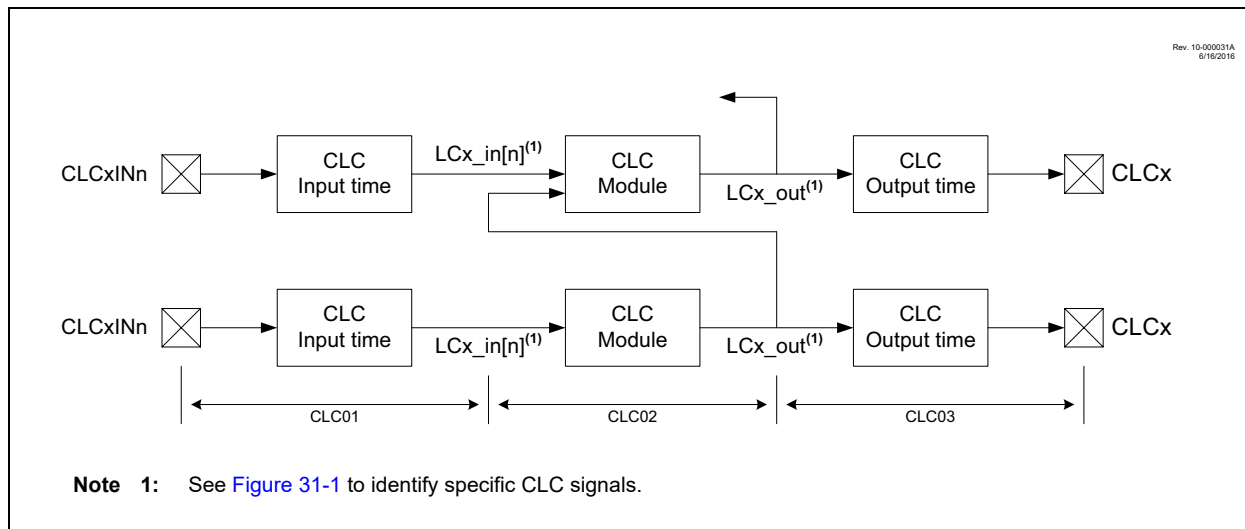 Rev. 10-000031A
6/16/2016
CLCxINn
CLC
Input time
LCx_in[n](1)
CLC
Module
LCx_out(1)
CLC
Output time
CLCx
CLCxINn
CLC
Input time
LCx_in[n](1)
CLC
Module
LCx_out(1)
CLC
Output time
CLCx
CLC01
CLC02
CLC03
Note 1: See Figure 31-1 to identify specific CLC signals.